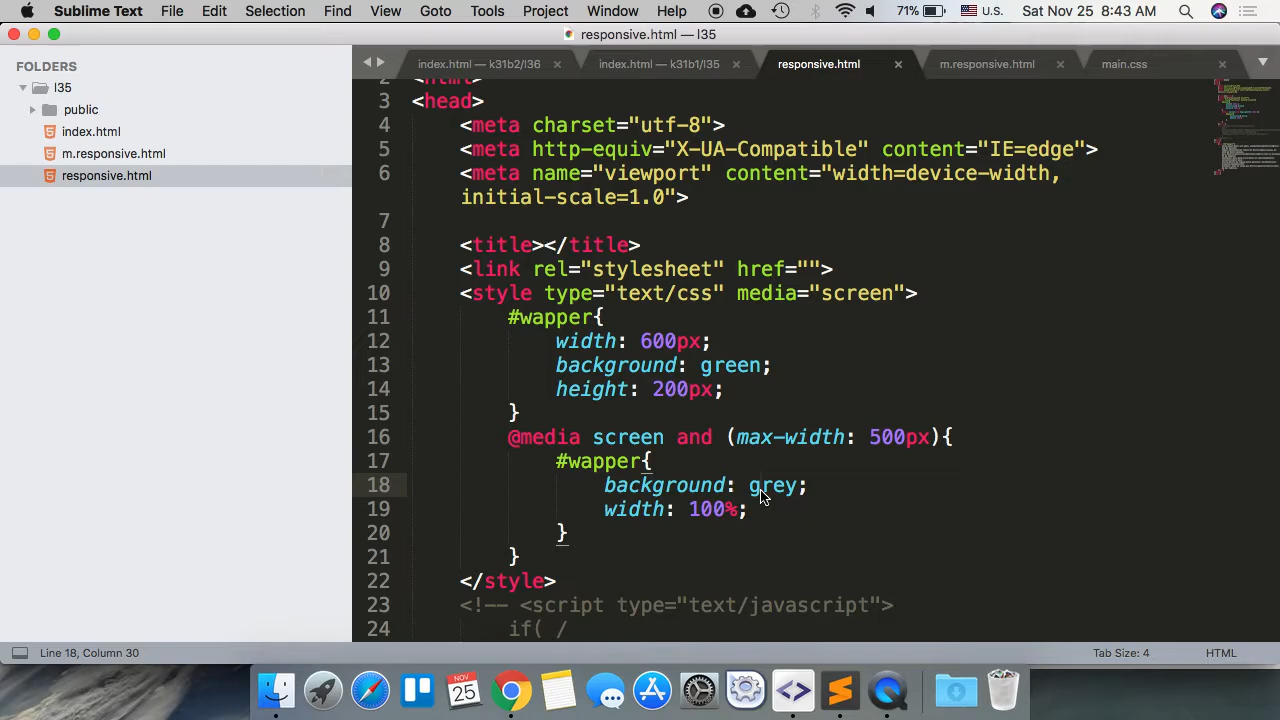 Sublime Text File Edit Selection Find View Goto Tools Project Window Help 71% U.S. Sat Nov 25 8:43 AM
responsive.html — l35
FOLDERS
l35
public
index.html
m.responsive.html
responsive.html
index.html — k31b2/l36
index.html — k31b1/l35
responsive.html
m.responsive.html
main.css
2 <html>
3 <head>
4 <meta charset="utf-8">
5 <meta http-equiv="X-UA-Compatible" content="IE=edge">
6 <meta name="viewport" content="width=device-width,
initial-scale=1.0">
7
8 <title></title>
9 <link rel="stylesheet" href="">
10 <style type="text/css" media="screen">
11 #wapper{
12 width: 600px;
13 background: green;
14 height: 200px;
15 }
16 @media screen and (max-width: 500px){
17 #wapper{
18 background: grey;
19 width: 100%;
20 }
21 }
22 </style>
23 <!-- <script type="text/javascript">
24 if( /
Line 18, Column 30
Tab Size: 4
HTML
NOV
25